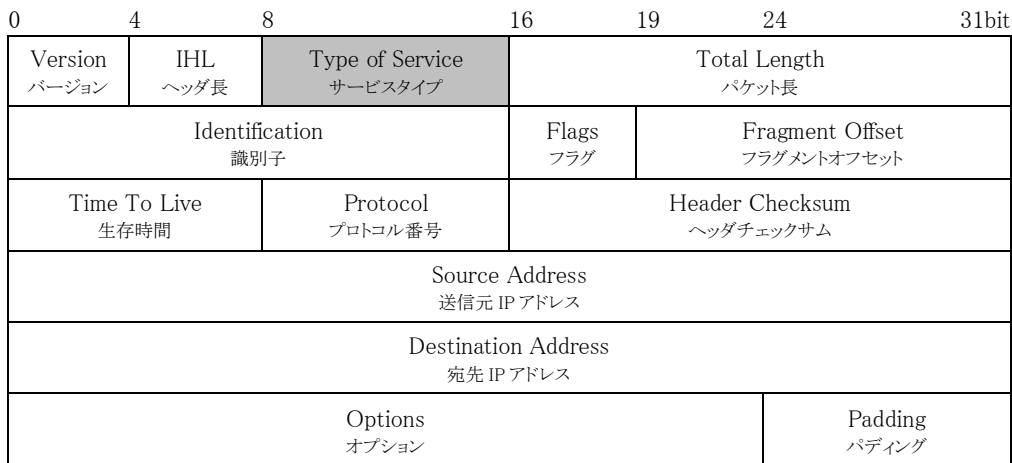 0 4 8 16 19 24 31bit
Version IHL Type of Service Total Length
バージョン ヘッダ長 サービスタイプ パケット長
Identification Flags Fragment Offset
識別子 フラグ フラグメントオフセット
Time To Live Protocol Header Checksum
生存時間 プロトコル番号 ヘッダチェックサム
Source Address
送信元 IP アドレス
Destination Address
宛先 IP アドレス
Options Padding
オプション パディング